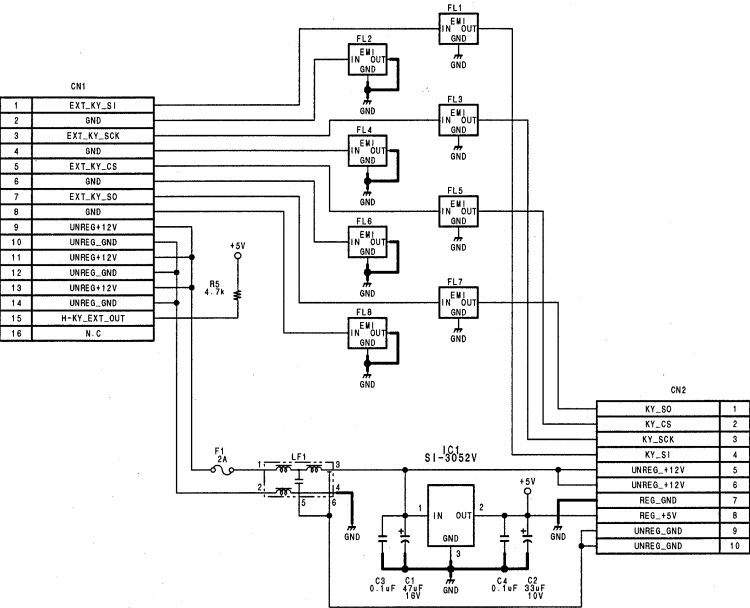 FL1
EMI
IN OUT
GND
GND
FL2
EMI
IN OUT
GND
GND
CN1
1 EXT_KY_SI
2 GND
3 EXT_KY_SCK
4 GND
5 EXT_KY_CS
6 GND
7 EXT_KY_SO
8 GND
9 UNREG+12V
10 UNREG_GND
11 UNREG+12V
12 UNREG_GND
13 UNREG+12V
14 UNREG_GND
15 H-KY_EXT_OUT
16 N.C
FL3
EMI
IN OUT
GND
GND
FL4
EMI
IN OUT
GND
GND
FL5
EMI
IN OUT
GND
GND
FL6
EMI
IN OUT
GND
GND
+5V
R5
4.7k
FL7
EMI
IN OUT
GND
GND
FL8
EMI
IN OUT
GND
GND
CN2
KY_SO 1
KY_CS 2
KY_SCK 3
KY_SI 4
UNREG_+12V 5
UNREG_+12V 6
REG_GND 7
REG_+5V 8
UNREG_GND 9
UNREG_GND 10
F1
2A
LF1
1 3
2 4
5 6
GND
IC1
SI-3052V
1 IN OUT 2
GND
3
+5V
GND
C3
0.1uF
C1
47uF
16V
GND
C4
0.1uF
C2
33uF
10V